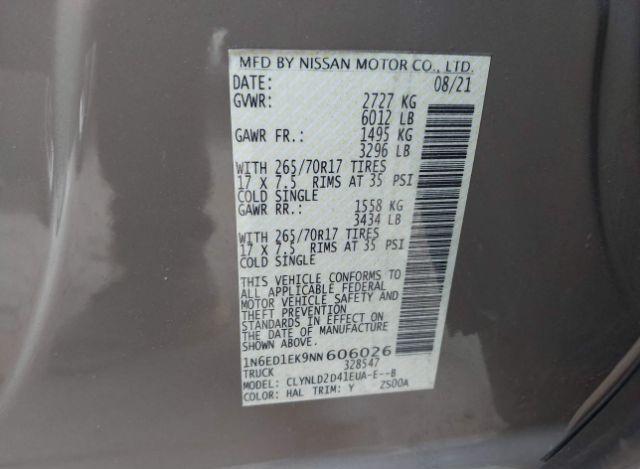 MFD BY NISSAN MOTOR CO., LTD.
DATE: 08/21
GVWR: 2727 KG
6012 LB
GAWR FR.: 1495 KG
3296 LB
WITH 265/70R17 TIRES
17 X 7.5 RIMS AT 35 PSI
COLD SINGLE
GAWR RR.: 1558 KG
3434 LB
WITH 265/70R17 TIRES
17 X 7.5 RIMS AT 35 PSI
COLD SINGLE
THIS VEHICLE CONFORMS TO
ALL APPLICABLE FEDERAL
MOTOR VEHICLE SAFETY AND
THEFT PREVENTION
STANDARDS IN EFFECT ON
THE DATE OF MANUFACTURE
SHOWN ABOVE.
1N6ED1EK9NN606026
TRUCK 328547
MODEL: CLYNLD2D41EUA-E--B
COLOR: HAL TRIM: Y ZS00A